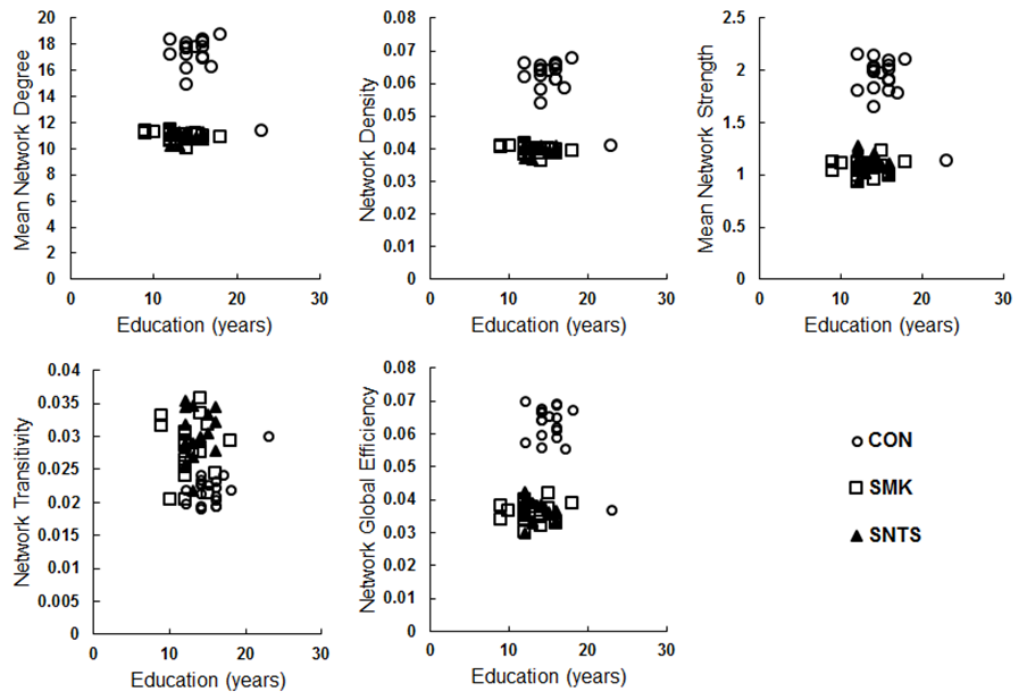 Mean Network Degree
20
18
16
14
12
10
8
6
4
2
0
0 10 20 30
Education (years)
Network Density
0.08
0.07
0.06
0.05
0.04
0.03
0.02
0.01
0
0 10 20 30
Education (years)
Mean Network Strength
2.5
2
1.5
1
0.5
0
0 10 20 30
Education (years)
Network Transitivity
0.04
0.035
0.03
0.025
0.02
0.015
0.01
0.005
0
0 10 20 30
Education (years)
Network Global Efficiency
0.08
0.07
0.06
0.05
0.04
0.03
0.02
0.01
0
0 10 20 30
Education (years)
CON
SMK
SNTS